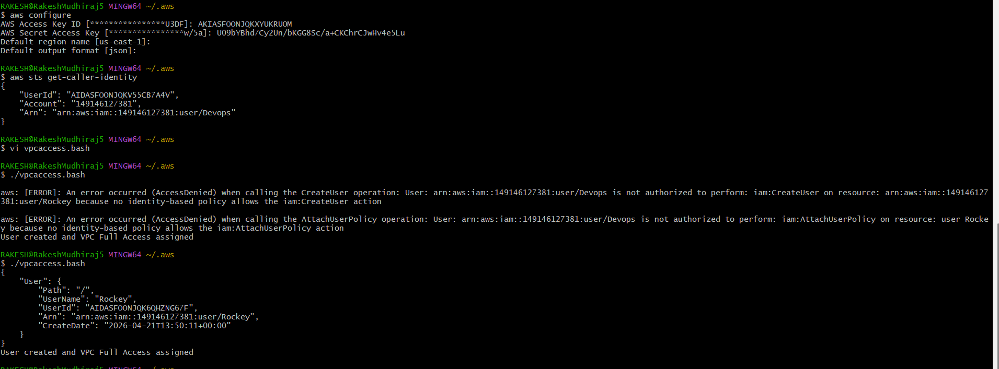 RAKESH@RakeshMudhiraj5 MINGW64 ~/.aws
$ aws configure
AWS Access Key ID [****************U3DF]: AKIASFOONJQKXYUKRUOM
AWS Secret Access Key [****************w/5a]: 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
Default region name [us-east-1]:
Default output format [json]:
RAKESH@RakeshMudhiraj5 MINGW64 ~/.aws
$ aws sts get-caller-identity
{
    "UserId": "AIDASFOONJQKV55CB7A4V",
    "Account": "149146127381",
    "Arn": "arn:aws:iam::149146127381:user/Devops"
}
RAKESH@RakeshMudhiraj5 MINGW64 ~/.aws
$ vi vpcaccess.bash
RAKESH@RakeshMudhiraj5 MINGW64 ~/.aws
$ ./vpcaccess.bash
aws: [ERROR]: An error occurred (AccessDenied) when calling the CreateUser operation: User: arn:aws:iam::149146127381:user/Devops is not authorized to perform: iam:CreateUser on resource: arn:aws:iam::149146127
381:user/Rockey because no identity-based policy allows the iam:CreateUser action
aws: [ERROR]: An error occurred (AccessDenied) when calling the AttachUserPolicy operation: User: arn:aws:iam::149146127381:user/Devops is not authorized to perform: iam:AttachUserPolicy on resource: user Rocke
y because no identity-based policy allows the iam:AttachUserPolicy action
User created and VPC Full Access assigned
RAKESH@RakeshMudhiraj5 MINGW64 ~/.aws
$ ./vpcaccess.bash
{
    "User": {
        "Path": "/",
        "UserName": "Rockey",
        "UserId": "AIDASFOONJQK6QHZNG67F",
        "Arn": "arn:aws:iam::149146127381:user/Rockey",
        "CreateDate": "2026-04-21T13:50:11+00:00"
    }
}
User created and VPC Full Access assigned
RAKESH@RakeshMudhiraj5 MINGW64 ~/.aws